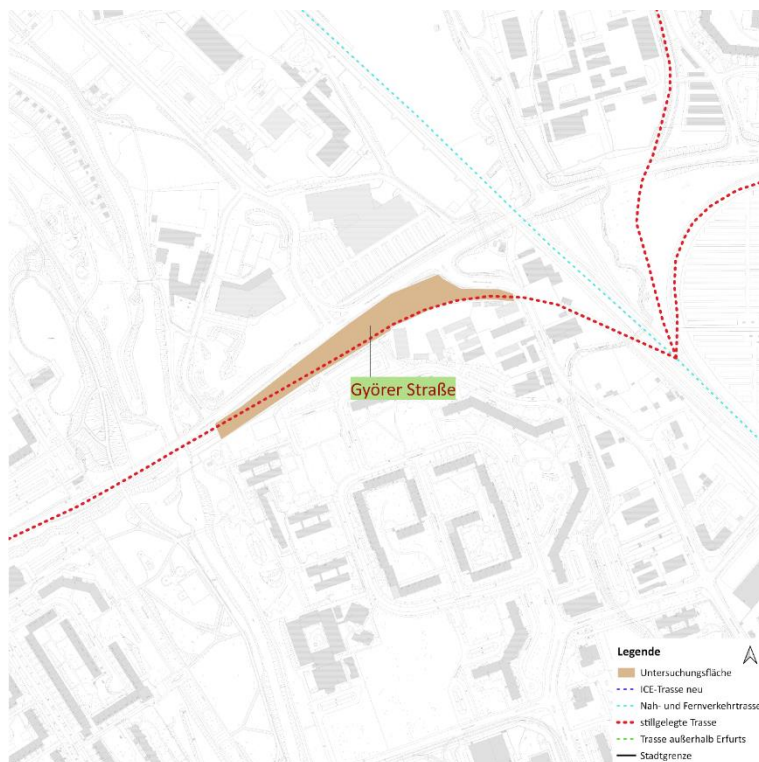 Györer Straße
Legende
Untersuchungsfläche
ICE-Trasse neu
Nah- und Fernverkehrtrasse
stillgelegte Trasse
Trasse außerhalb Erfurts
Stadtgrenze